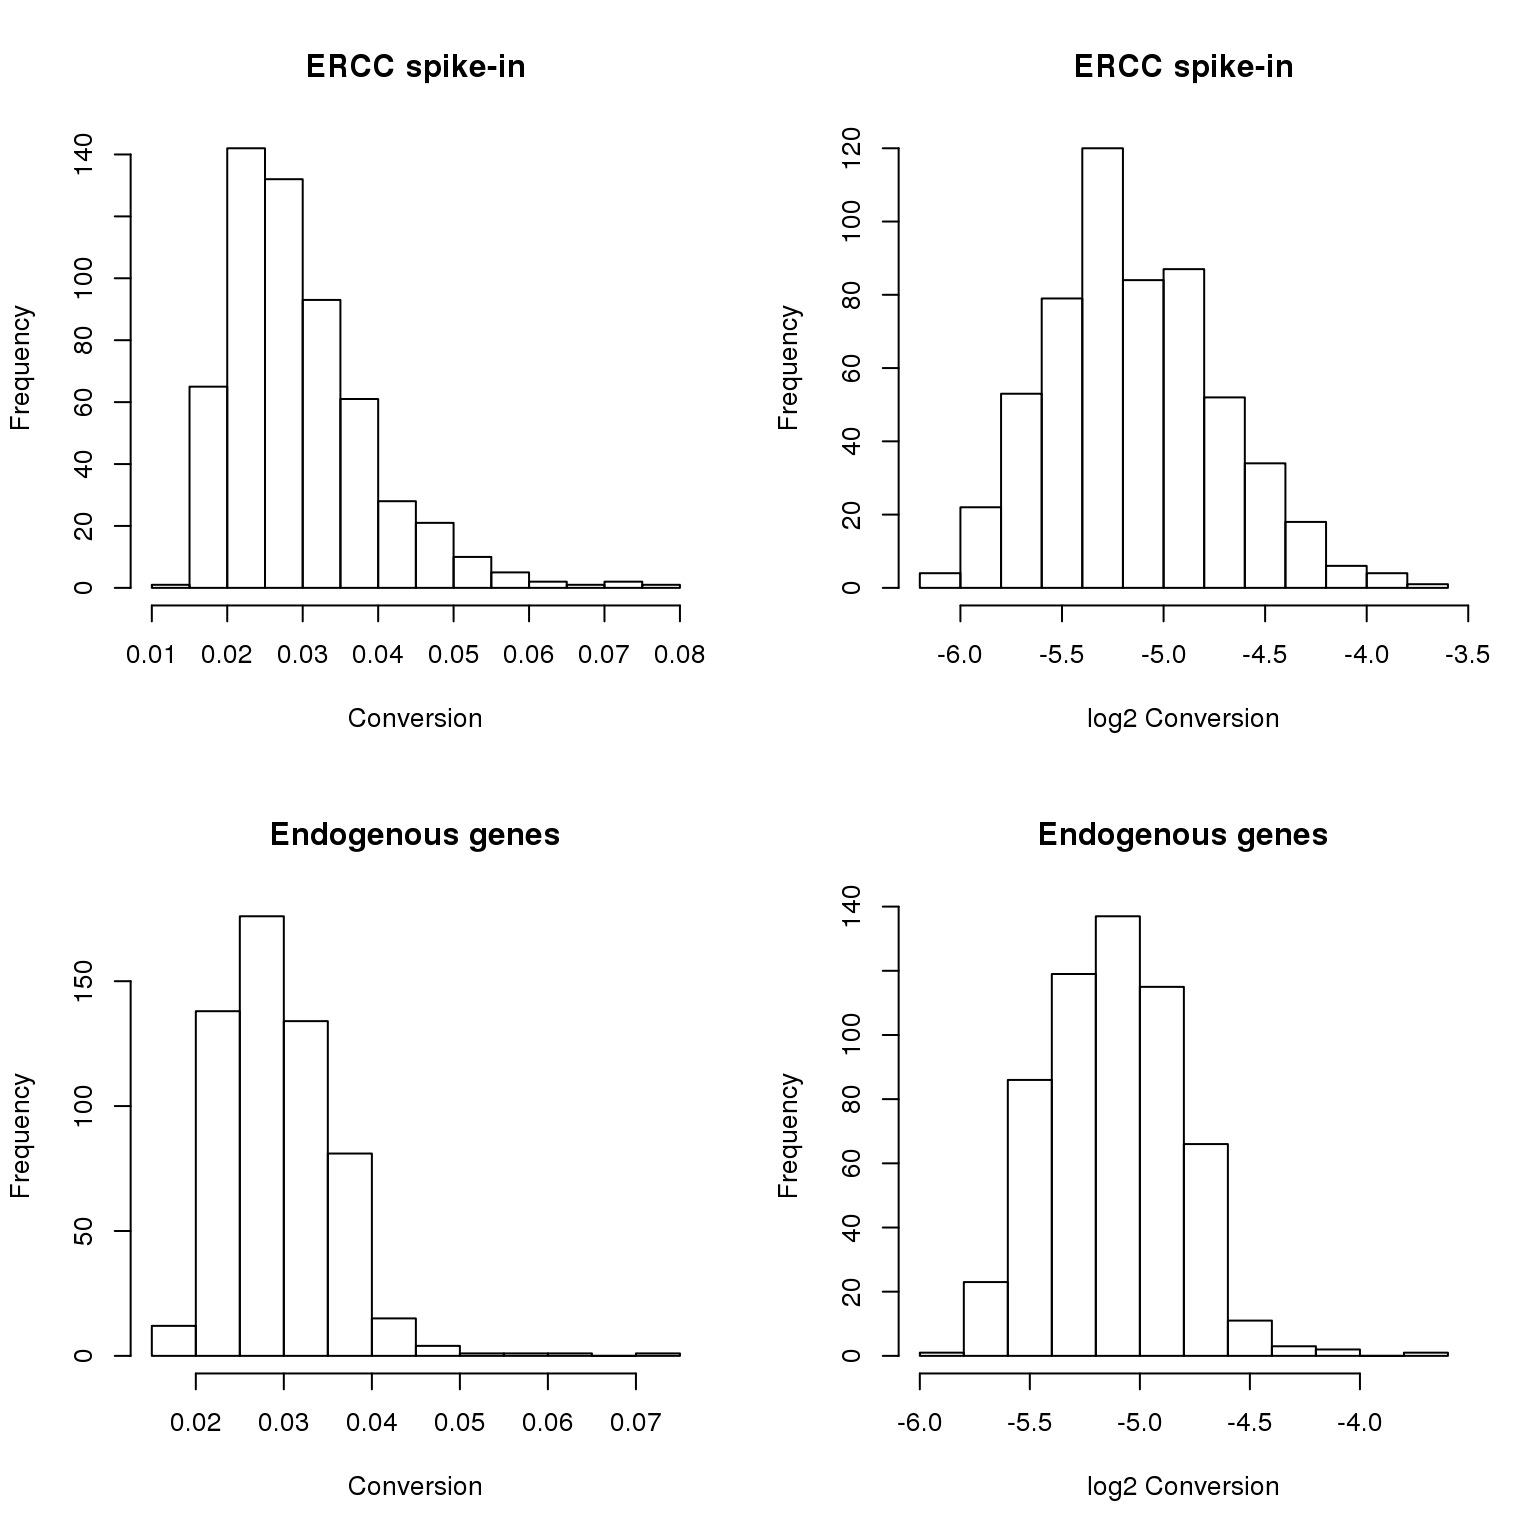 ERCC spike-in
Frequency
0 20 40 60 80 100 140
0.01 0.02 0.03 0.04 0.05 0.06 0.07 0.08
Conversion
ERCC spike-in
Frequency
0 20 40 60 80 100 120
-6.0 -5.5 -5.0 -4.5 -4.0 -3.5
log2 Conversion
Endogenous genes
Frequency
0 50 100 150
0.02 0.03 0.04 0.05 0.06 0.07
Conversion
Endogenous genes
Frequency
0 20 40 60 80 100 140
-6.0 -5.5 -5.0 -4.5 -4.0
log2 Conversion